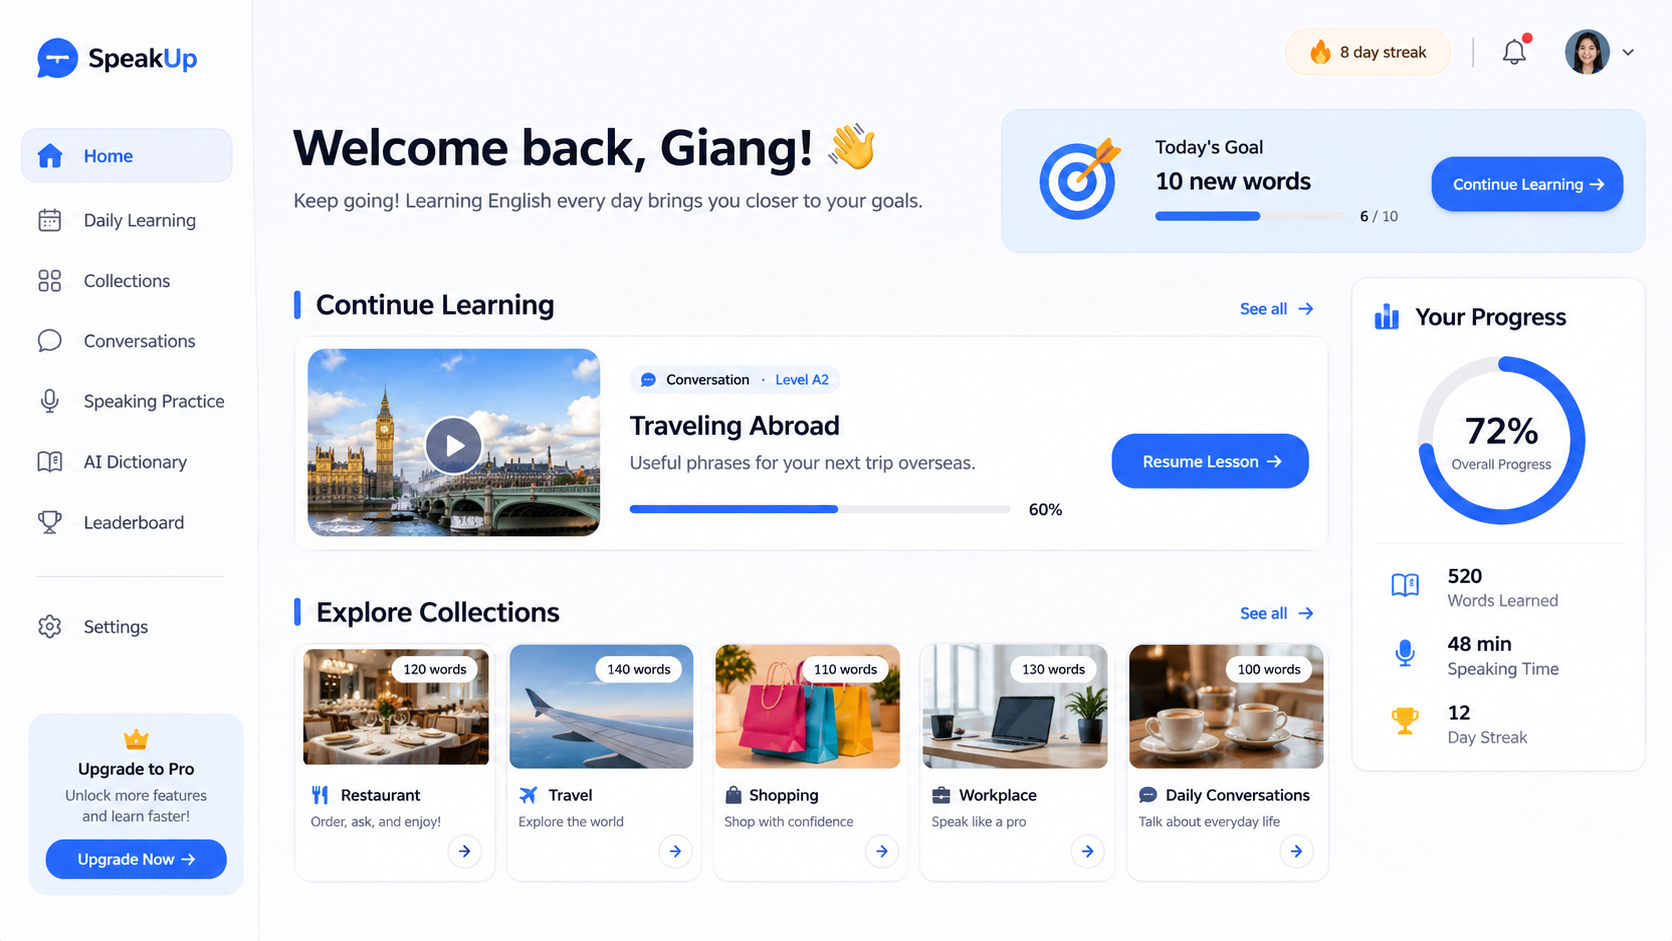 SpeakUp
8 day streak
Home
Daily Learning
Collections
Conversations
Speaking Practice
AI Dictionary
Leaderboard
Settings
Upgrade to Pro
Unlock more features
and learn faster!
Upgrade Now →
Welcome back, Giang! 👋
Keep going! Learning English every day brings you closer to your goals.
Today's Goal
10 new words
6 / 10
Continue Learning →
Continue Learning
See all →
Conversation · Level A2
Traveling Abroad
Useful phrases for your next trip overseas.
60%
Resume Lesson →
Explore Collections
See all →
120 words
Restaurant
Order, ask, and enjoy!
140 words
Travel
Explore the world
110 words
Shopping
Shop with confidence
130 words
Workplace
Speak like a pro
100 words
Daily Conversations
Talk about everyday life
Your Progress
72%
Overall Progress
520
Words Learned
48 min
Speaking Time
12
Day Streak